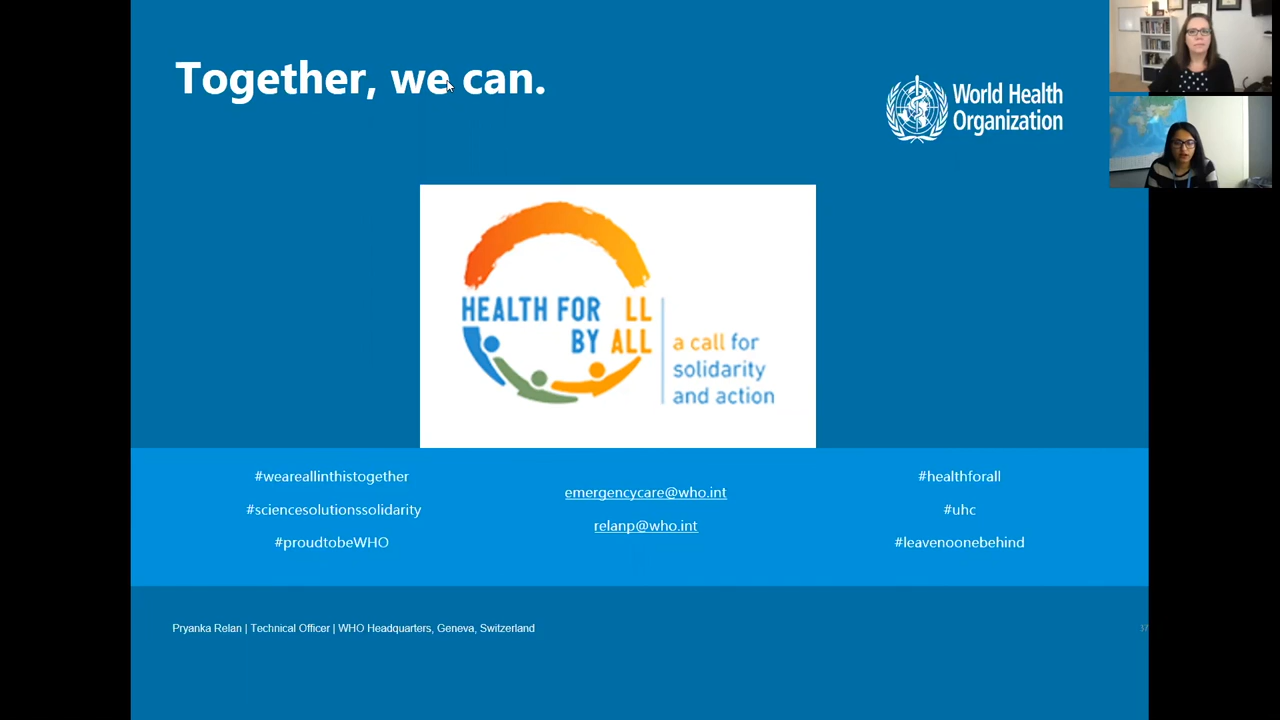 Together, we can.
World Health
Organization
HEALTH FOR LL
BY ALL
a call for
solidarity
and action
#weareallinthistogether
#sciencesolutionssolidarity
#proudtobeWHO
emergencycare@who.int
relanp@who.int
#healthforall
#uhc
#leavenoonebehind
Pryanka Relan | Technical Officer | WHO Headquarters, Geneva, Switzerland